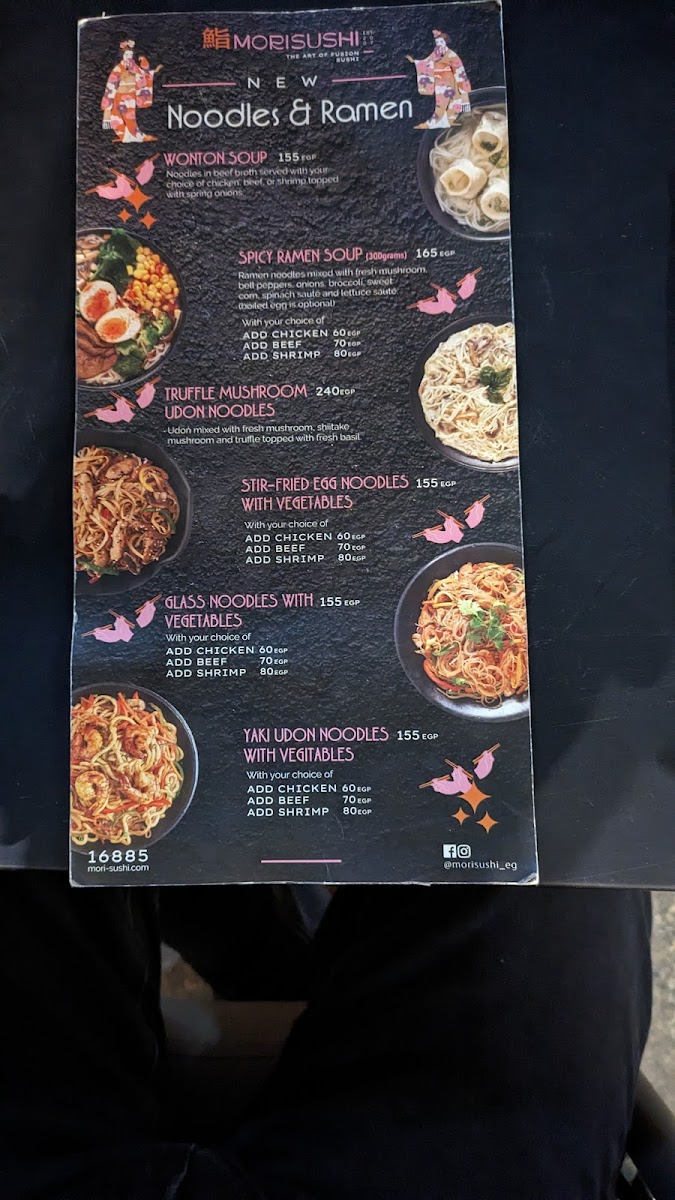 鮨 MORISUSHI
THE ART OF FUSION
SUSHI
NEW
Noodles & Ramen
WONTON SOUP 155 EGP
Noodles in beef broth served with your
choice of chicken, beef, or shrimp topped
with spring onions.
SPICY RAMEN SOUP (300grams) 165 EGP
Ramen noodles mixed with fresh mushroom,
bell peppers, onions, broccoli, sweet
corn, spinach sauté and lettuce sauté.
(boiled egg is optional)
With your choice of
ADD CHICKEN 60 EGP
ADD BEEF 70 EGP
ADD SHRIMP 80 EGP
TRUFFLE MUSHROOM 240 EGP
UDON NOODLES
Udon mixed with fresh mushroom, shiitake
mushroom and truffle topped with fresh basil.
STIR-FRIED EGG NOODLES 155 EGP
WITH VEGETABLES
With your choice of
ADD CHICKEN 60 EGP
ADD BEEF 70 EGP
ADD SHRIMP 80 EGP
GLASS NOODLES WITH 155 EGP
VEGETABLES
With your choice of
ADD CHICKEN 60 EGP
ADD BEEF 70 EGP
ADD SHRIMP 80 EGP
YAKI UDON NOODLES 155 EGP
WITH VEGITABLES
With your choice of
ADD CHICKEN 60 EGP
ADD BEEF 70 EGP
ADD SHRIMP 80 EGP
16885
mori-sushi.com
@morisushi_eg